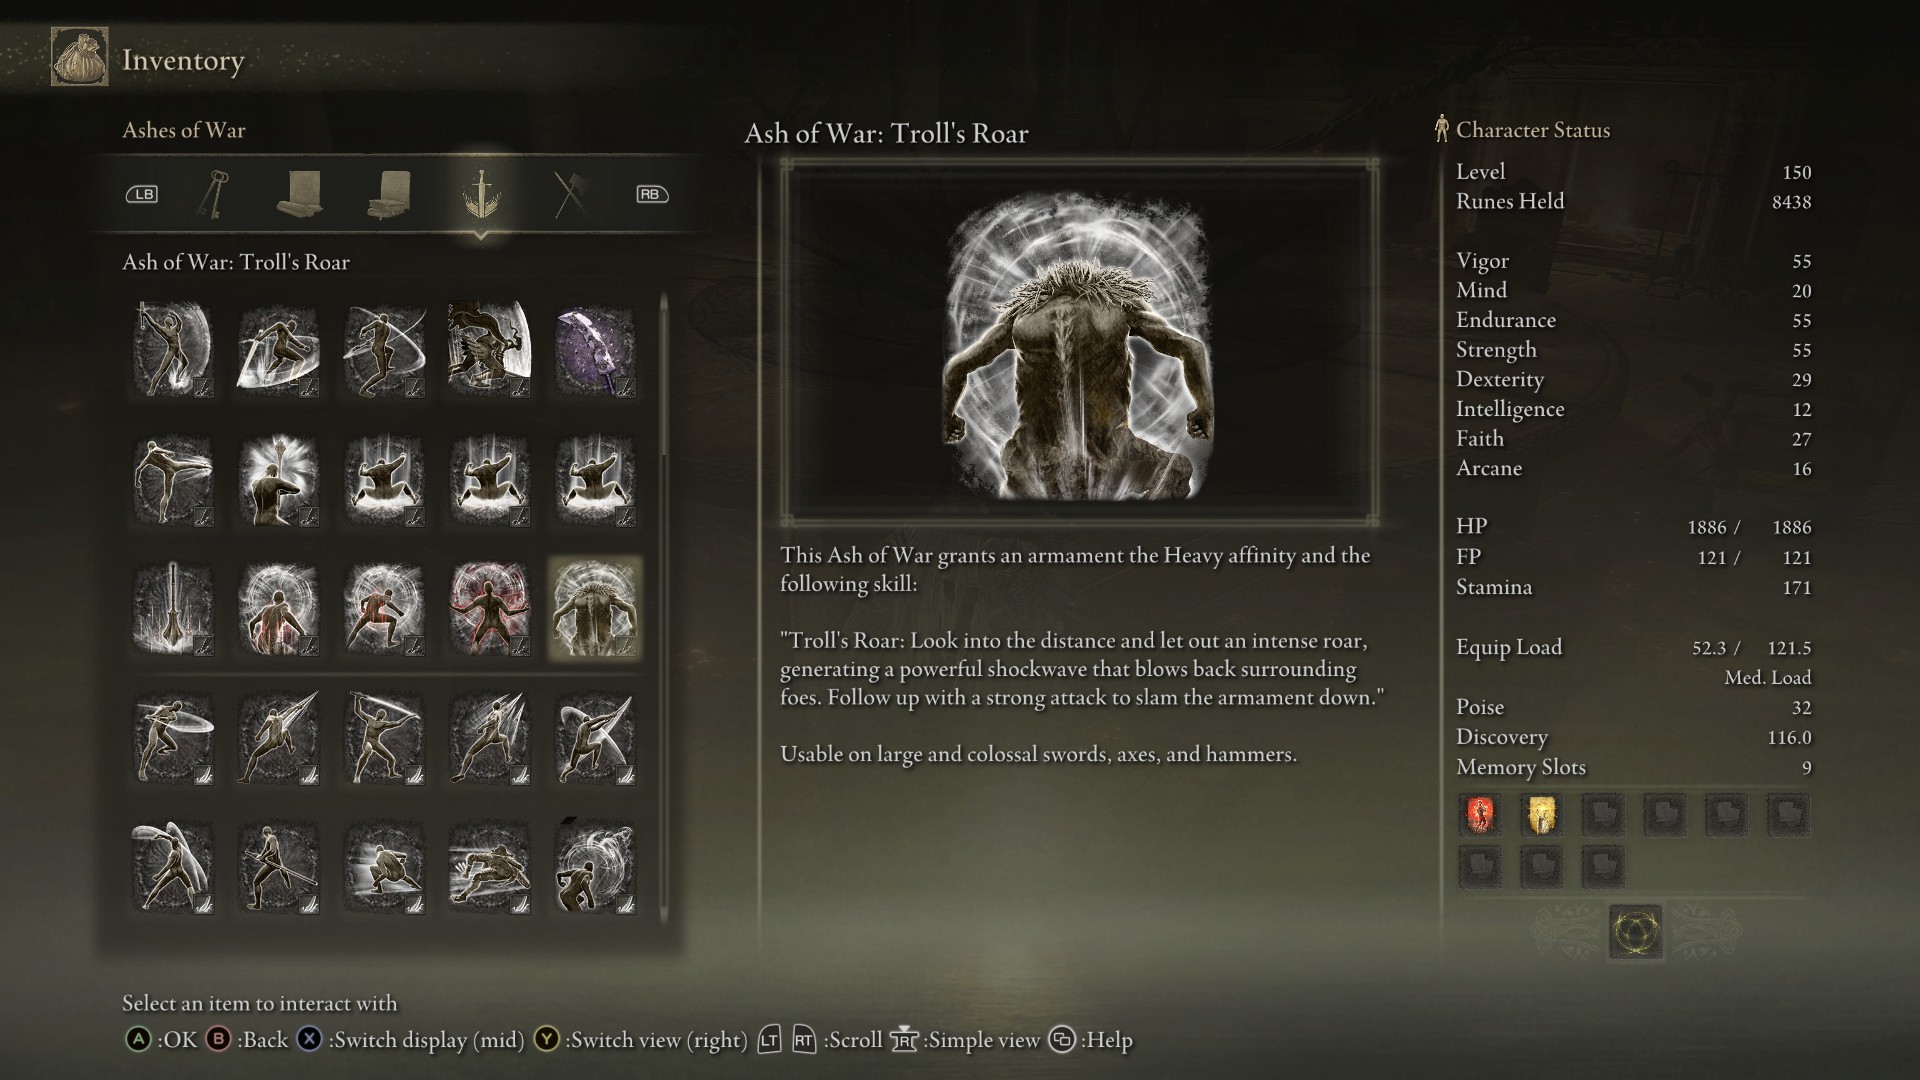 Inventory
Ashes of War
LB
RB
Ash of War: Troll's Roar
Ash of War: Troll's Roar
This Ash of War grants an armament the Heavy affinity and the
following skill:
"Troll's Roar: Look into the distance and let out an intense roar,
generating a powerful shockwave that blows back surrounding
foes. Follow up with a strong attack to slam the armament down."
Usable on large and colossal swords, axes, and hammers.
Character Status
Level 150
Runes Held 8438
Vigor 55
Mind 20
Endurance 55
Strength 55
Dexterity 29
Intelligence 12
Faith 27
Arcane 16
HP 1886 / 1886
FP 121 / 121
Stamina 171
Equip Load 52.3 / 121.5
Med. Load
Poise 32
Discovery 116.0
Memory Slots 9
Select an item to interact with
A :OK B :Back X :Switch display (mid) Y :Switch view (right) LT RT :Scroll R :Simple view :Help